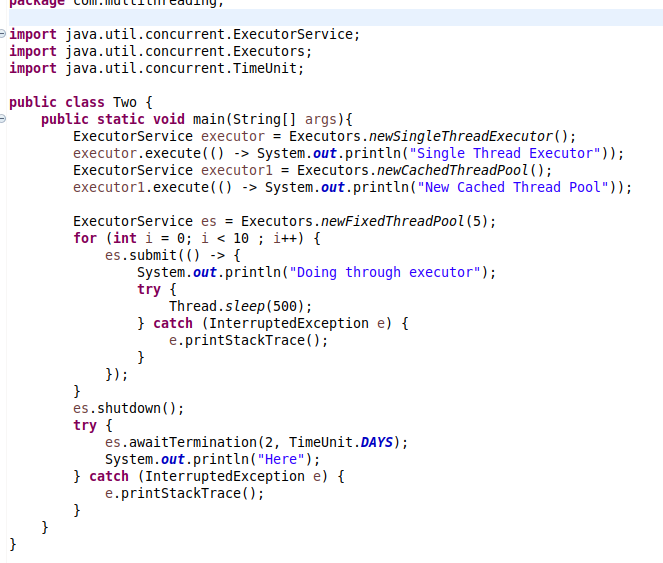 package com.multithreading;
import java.util.concurrent.ExecutorService;
import java.util.concurrent.Executors;
import java.util.concurrent.TimeUnit;
public class Two {
    public static void main(String[] args){
        ExecutorService executor = Executors.newSingleThreadExecutor();
        executor.execute(() -> System.out.println("Single Thread Executor"));
        ExecutorService executor1 = Executors.newCachedThreadPool();
        executor1.execute(() -> System.out.println("New Cached Thread Pool"));
        ExecutorService es = Executors.newFixedThreadPool(5);
        for (int i = 0; i < 10 ; i++) {
            es.submit(() -> {
                System.out.println("Doing through executor");
                try {
                    Thread.sleep(500);
                } catch (InterruptedException e) {
                    e.printStackTrace();
                }
            });
        }
        es.shutdown();
        try {
            es.awaitTermination(2, TimeUnit.DAYS);
            System.out.println("Here");
        } catch (InterruptedException e) {
            e.printStackTrace();
        }
    }
}